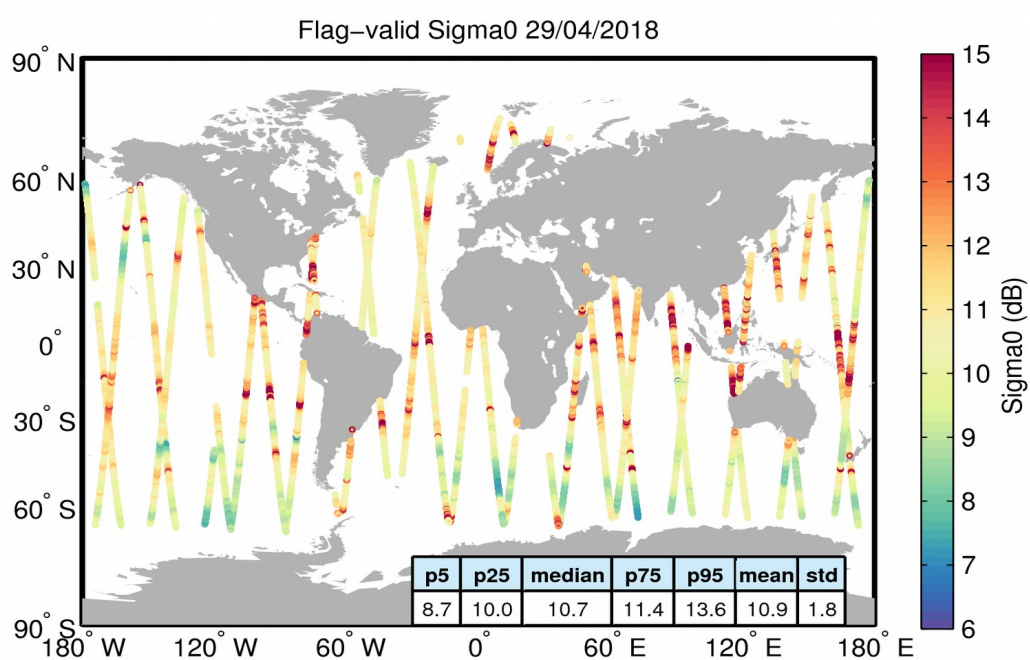 Flag−valid Sigma0 29/04/2018
90° N
60° N
30° N
0°
30° S
60° S
90° S
180° W
120° W
60° W
0°
60° E
120° E
180° E
p5 p25 median p75 p95 mean std
8.7 10.0 10.7 11.4 13.6 10.9 1.8
15
14
13
12
11
10
9
8
7
6
Sigma0 (dB)